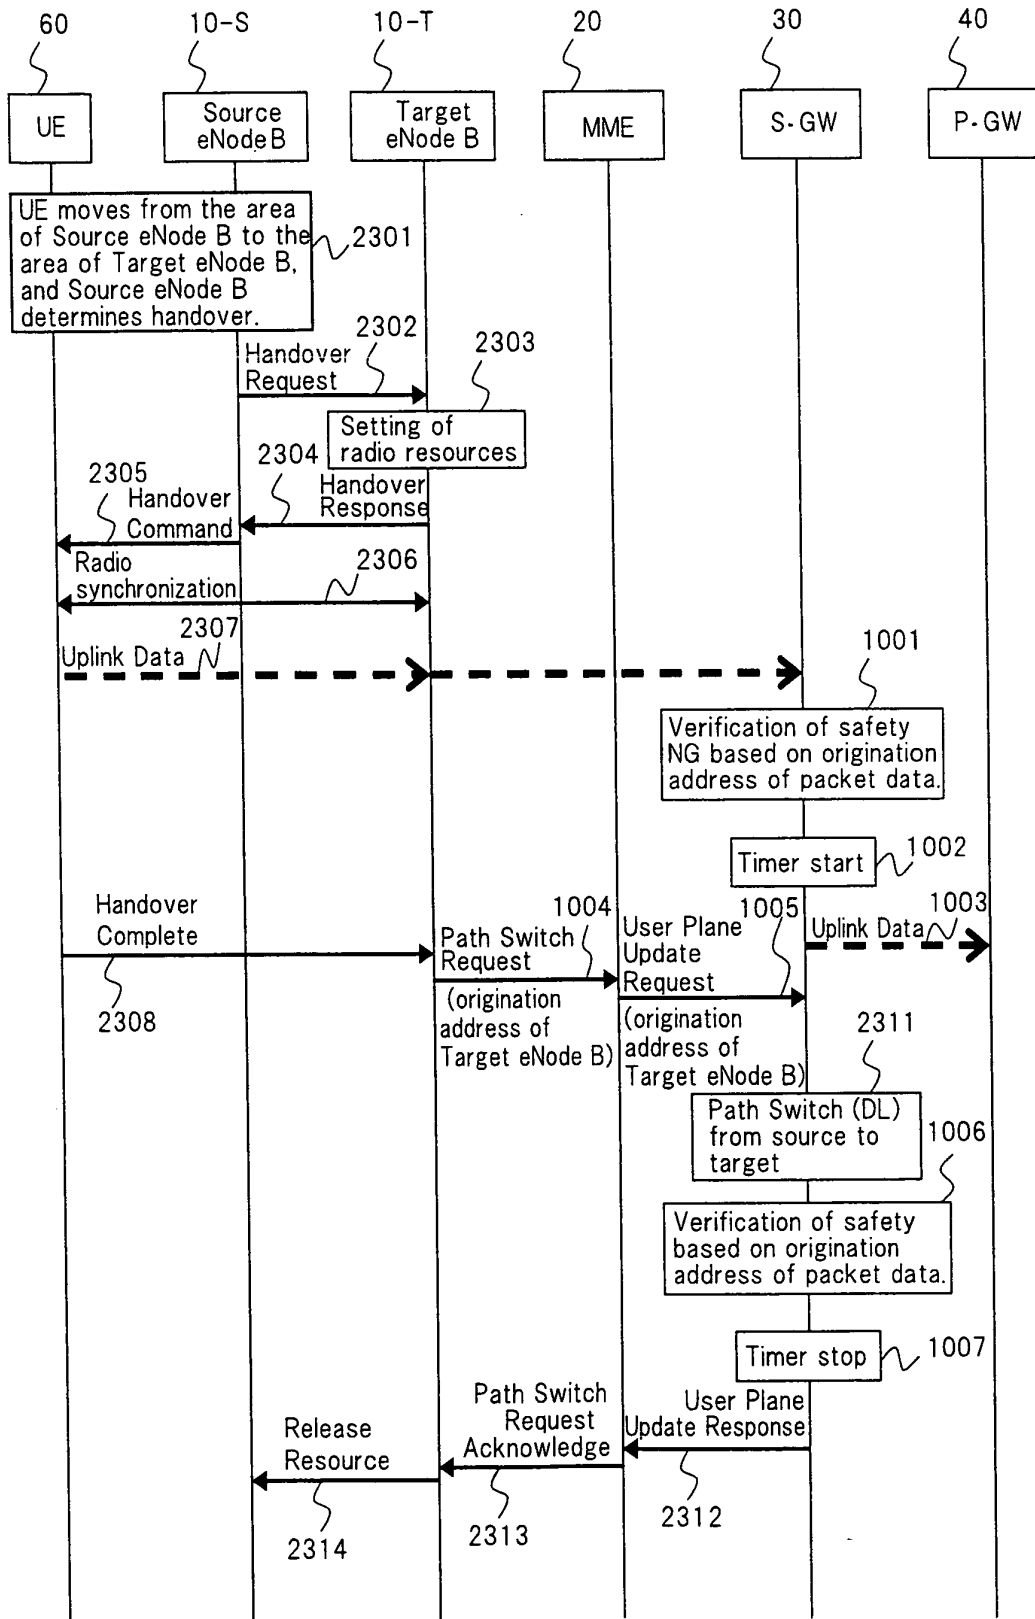 60
10-S
10-T
20
30
40
UE
Source
eNode B
Target
eNode B
MME
S-GW
P-GW
UE moves from the area
of Source eNode B to the
area of Target eNode B,
and Source eNode B
determines handover.
2301
2302
Handover
Request
2303
Setting of
radio resources
2304
Handover
Response
2305
Handover
Command
Radio
synchronization
2306
2307
Uplink Data
1001
Verification of safety
NG based on origination
address of packet data.
Timer start
1002
Handover
Complete
2308
1004
Path Switch
Request
(origination
address of
Target eNode B)
1005
User Plane
Update
Request
(origination
address of
Target eNode B)
1003
Uplink Data
2311
Path Switch (DL)
from source to
target
1006
Verification of safety
based on origination
address of packet data.
Timer stop
1007
User Plane
Update Response
2312
Path Switch
Request
Acknowledge
2313
Release
Resource
2314